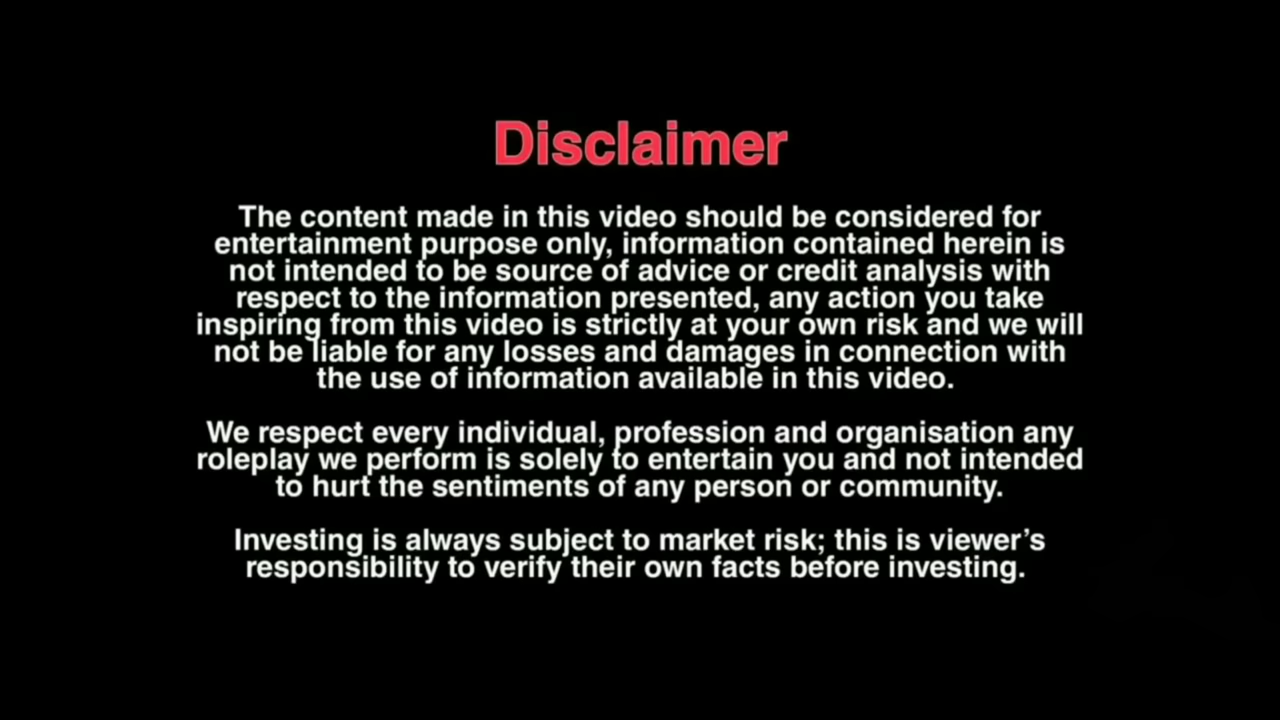 Disclaimer
The content made in this video should be considered for
entertainment purpose only, information contained herein is
not intended to be source of advice or credit analysis with
respect to the information presented, any action you take
inspiring from this video is strictly at your own risk and we will
not be liable for any losses and damages in connection with
the use of information available in this video.
We respect every individual, profession and organisation any
roleplay we perform is solely to entertain you and not intended
to hurt the sentiments of any person or community.
Investing is always subject to market risk; this is viewer’s
responsibility to verify their own facts before investing.